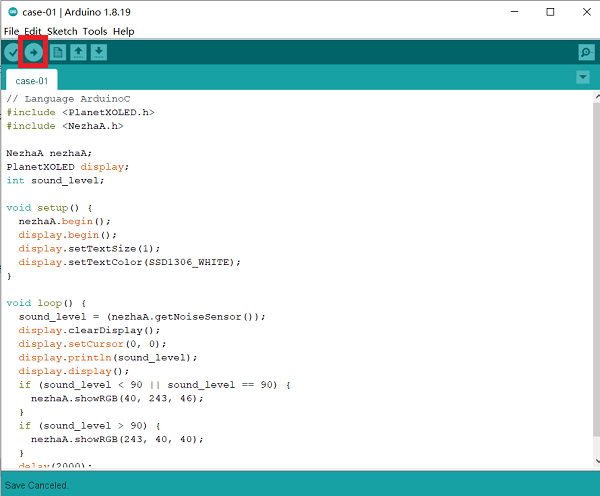 case-01 | Arduino 1.8.19
File Edit Sketch Tools Help
case-01
// Language ArduinoC
#include <PlanetXOLED.h>
#include <NezhaA.h>
NezhaA nezhaA;
PlanetXOLED display;
int sound_level;
void setup() {
  nezhaA.begin();
  display.begin();
  display.setTextSize(1);
  display.setTextColor(SSD1306_WHITE);
}
void loop() {
  sound_level = (nezhaA.getNoiseSensor());
  display.clearDisplay();
  display.setCursor(0, 0);
  display.println(sound_level);
  display.display();
  if (sound_level < 90 || sound_level == 90) {
    nezhaA.showRGB(40, 243, 46);
  }
  if (sound_level > 90) {
    nezhaA.showRGB(243, 40, 40);
  }
  delay(2000);
Save Canceled.